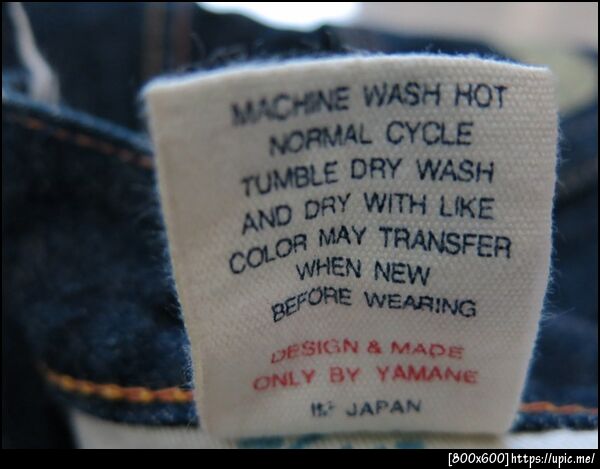 MACHINE WASH HOT
NORMAL CYCLE
TUMBLE DRY WASH
AND DRY WITH LIKE
COLOR MAY TRANSFER
WHEN NEW
BEFORE WEARING
DESIGN & MADE
ONLY BY YAMANE
IN JAPAN
[800x600]https://upic.me/